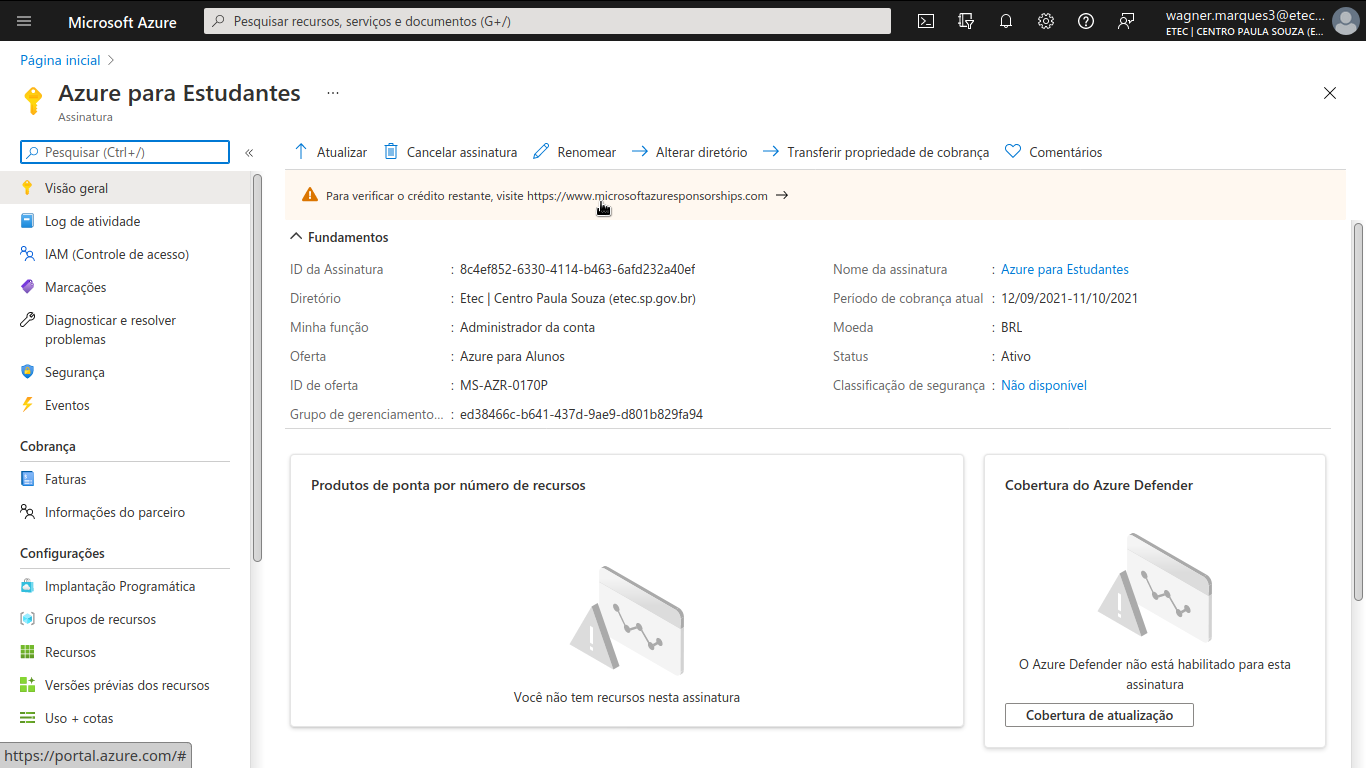 Microsoft Azure
Pesquisar recursos, serviços e documentos (G+/)
wagner.marques3@etec...
ETEC | CENTRO PAULA SOUZA (E...
Página inicial
Azure para Estudantes ...
Assinatura
Pesquisar (Ctrl+/)
«
Visão geral
Log de atividade
IAM (Controle de acesso)
Marcações
Diagnosticar e resolver
problemas
Segurança
Eventos
Cobrança
Faturas
Informações do parceiro
Configurações
Implantação Programática
Grupos de recursos
Recursos
Versões prévias dos recursos
Uso + cotas
https://portal.azure.com/#
Atualizar Cancelar assinatura Renomear Alterar diretório Transferir propriedade de cobrança Comentários
Para verificar o crédito restante, visite https://www.microsoftazuresponsorships.com →
Fundamentos
ID da Assinatura : 8c4ef852-6330-4114-b463-6afd232a40ef
Diretório : Etec | Centro Paula Souza (etec.sp.gov.br)
Minha função : Administrador da conta
Oferta : Azure para Alunos
ID de oferta : MS-AZR-0170P
Grupo de gerenciamento... : ed38466c-b641-437d-9ae9-d801b829fa94
Nome da assinatura : Azure para Estudantes
Período de cobrança atual : 12/09/2021-11/10/2021
Moeda : BRL
Status : Ativo
Classificação de segurança : Não disponível
Produtos de ponta por número de recursos
Você não tem recursos nesta assinatura
Cobertura do Azure Defender
O Azure Defender não está habilitado para esta
assinatura
Cobertura de atualização